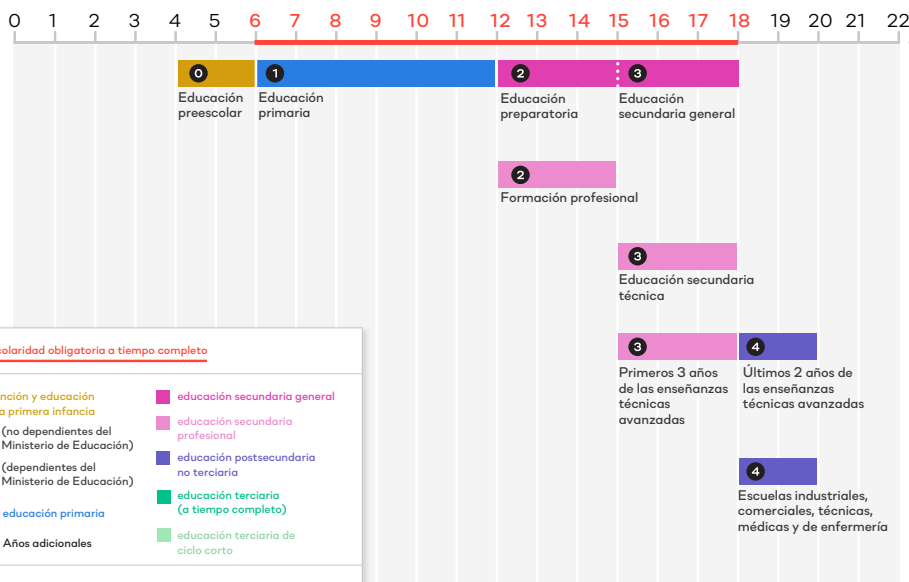 0 1 2 3 4 5 6 7 8 9 10 11 12 13 14 15 16 17 18 19 20 21 22
0 1 2 3
Educación
preescolar
Educación
primaria
Educación
preparatoria
Educación
secundaria general
2
Formación profesional
3
Educación secundaria
técnica
3 4
Primeros 3 años
de las enseñanzas
técnicas
avanzadas
Últimos 2 años de
las enseñanzas
técnicas avanzadas
4
Escuelas industriales,
comerciales, técnicas,
médicas y de enfermería
colaridad obligatoria a tiempo completo
nción y educación
a primera infancia
(no dependientes del
Ministerio de Educación)
(dependientes del
Ministerio de Educación)
educación primaria
Años adicionales
educación secundaria general
educación secundaria
profesional
educación postsecundaria
no terciaria
educación terciaria
(a tiempo completo)
educación terciaria de
ciclo corto